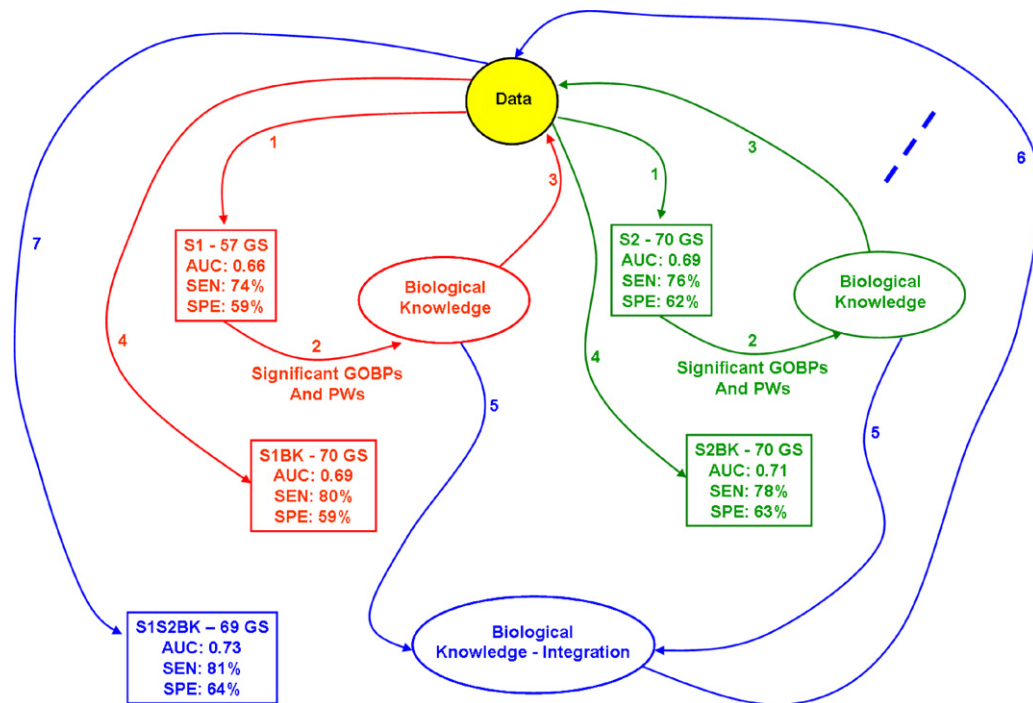 Data
1
3
1
3
6
7
S1 - 57 GS
AUC: 0.66
SEN: 74%
SPE: 59%
Biological
Knowledge
S2 - 70 GS
AUC: 0.69
SEN: 76%
SPE: 62%
Biological
Knowledge
4
2
Significant GOBPs
And PWs
4
2
Significant GOBPs
And PWs
5
5
S1BK - 70 GS
AUC: 0.69
SEN: 80%
SPE: 59%
S2BK - 70 GS
AUC: 0.71
SEN: 78%
SPE: 63%
S1S2BK – 69 GS
AUC: 0.73
SEN: 81%
SPE: 64%
Biological
Knowledge - Integration